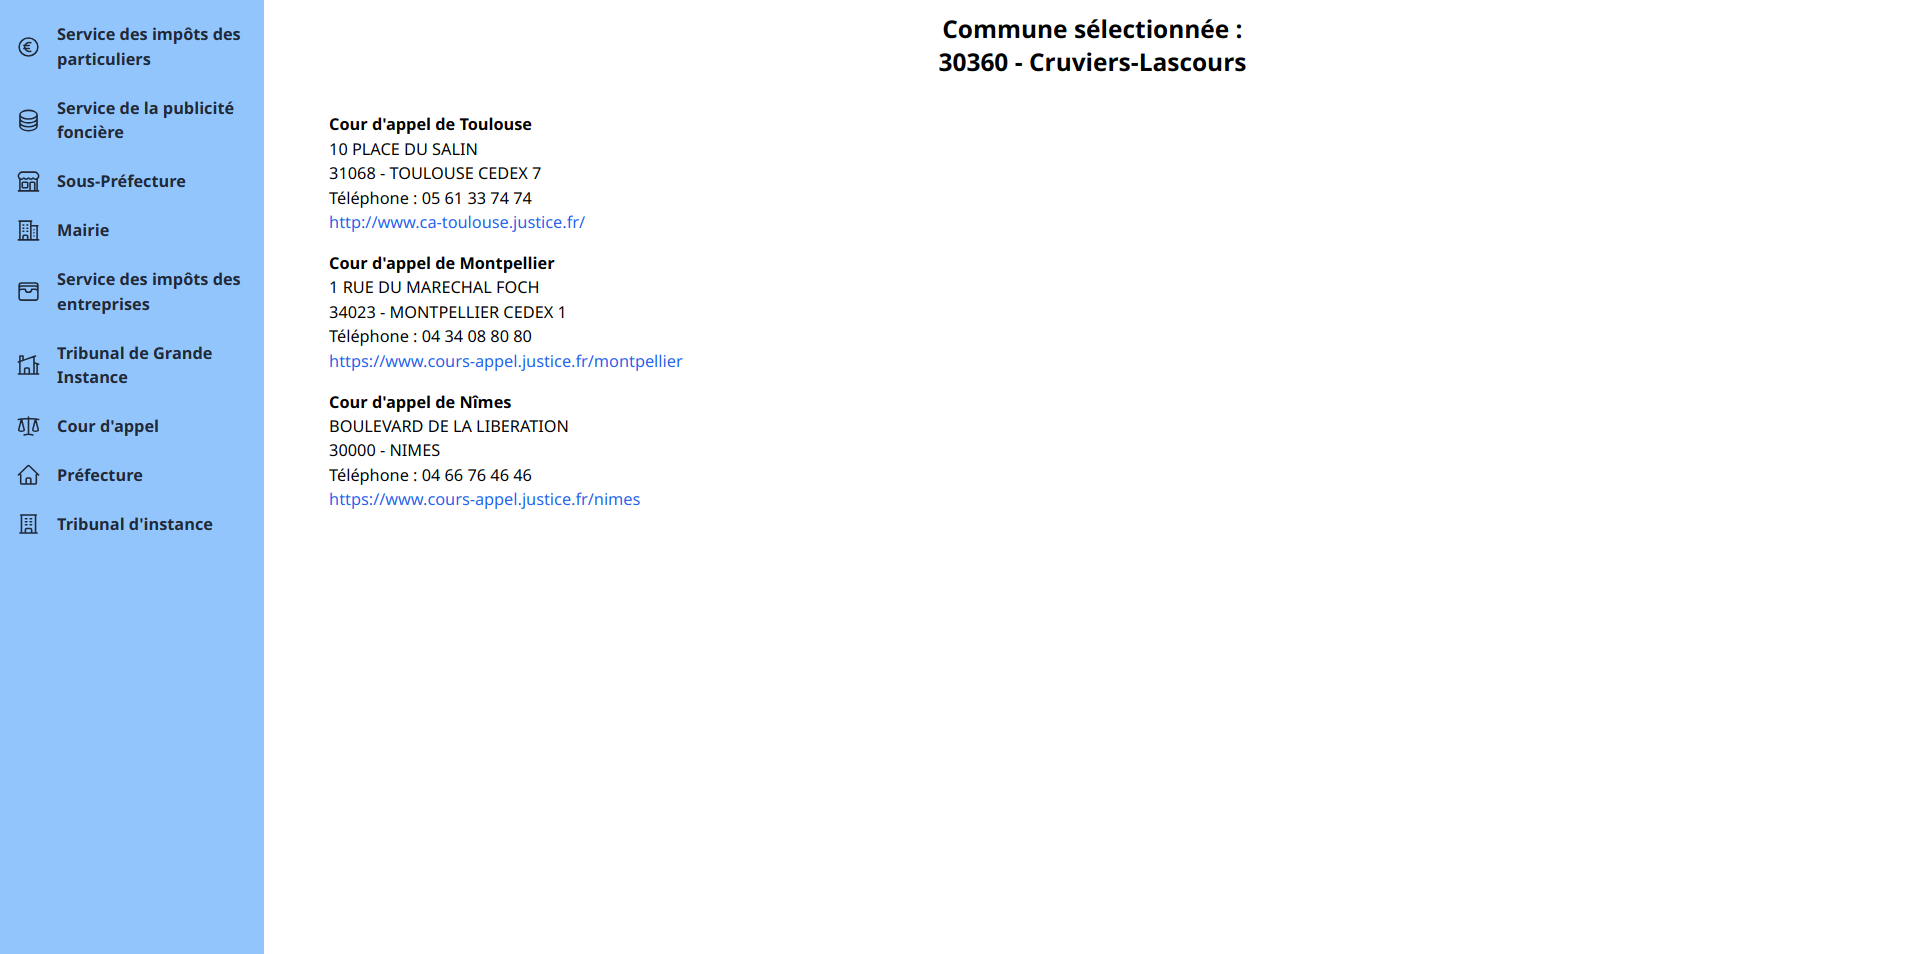 Service des impôts des
particuliers
Service de la publicité
foncière
Sous-Préfecture
Mairie
Service des impôts des
entreprises
Tribunal de Grande
Instance
Cour d'appel
Préfecture
Tribunal d'instance
Commune sélectionnée :
30360 - Cruviers-Lascours
Cour d'appel de Toulouse
10 PLACE DU SALIN
31068 - TOULOUSE CEDEX 7
Téléphone : 05 61 33 74 74
http://www.ca-toulouse.justice.fr/
Cour d'appel de Montpellier
1 RUE DU MARECHAL FOCH
34023 - MONTPELLIER CEDEX 1
Téléphone : 04 34 08 80 80
https://www.cours-appel.justice.fr/montpellier
Cour d'appel de Nîmes
BOULEVARD DE LA LIBERATION
30000 - NIMES
Téléphone : 04 66 76 46 46
https://www.cours-appel.justice.fr/nimes